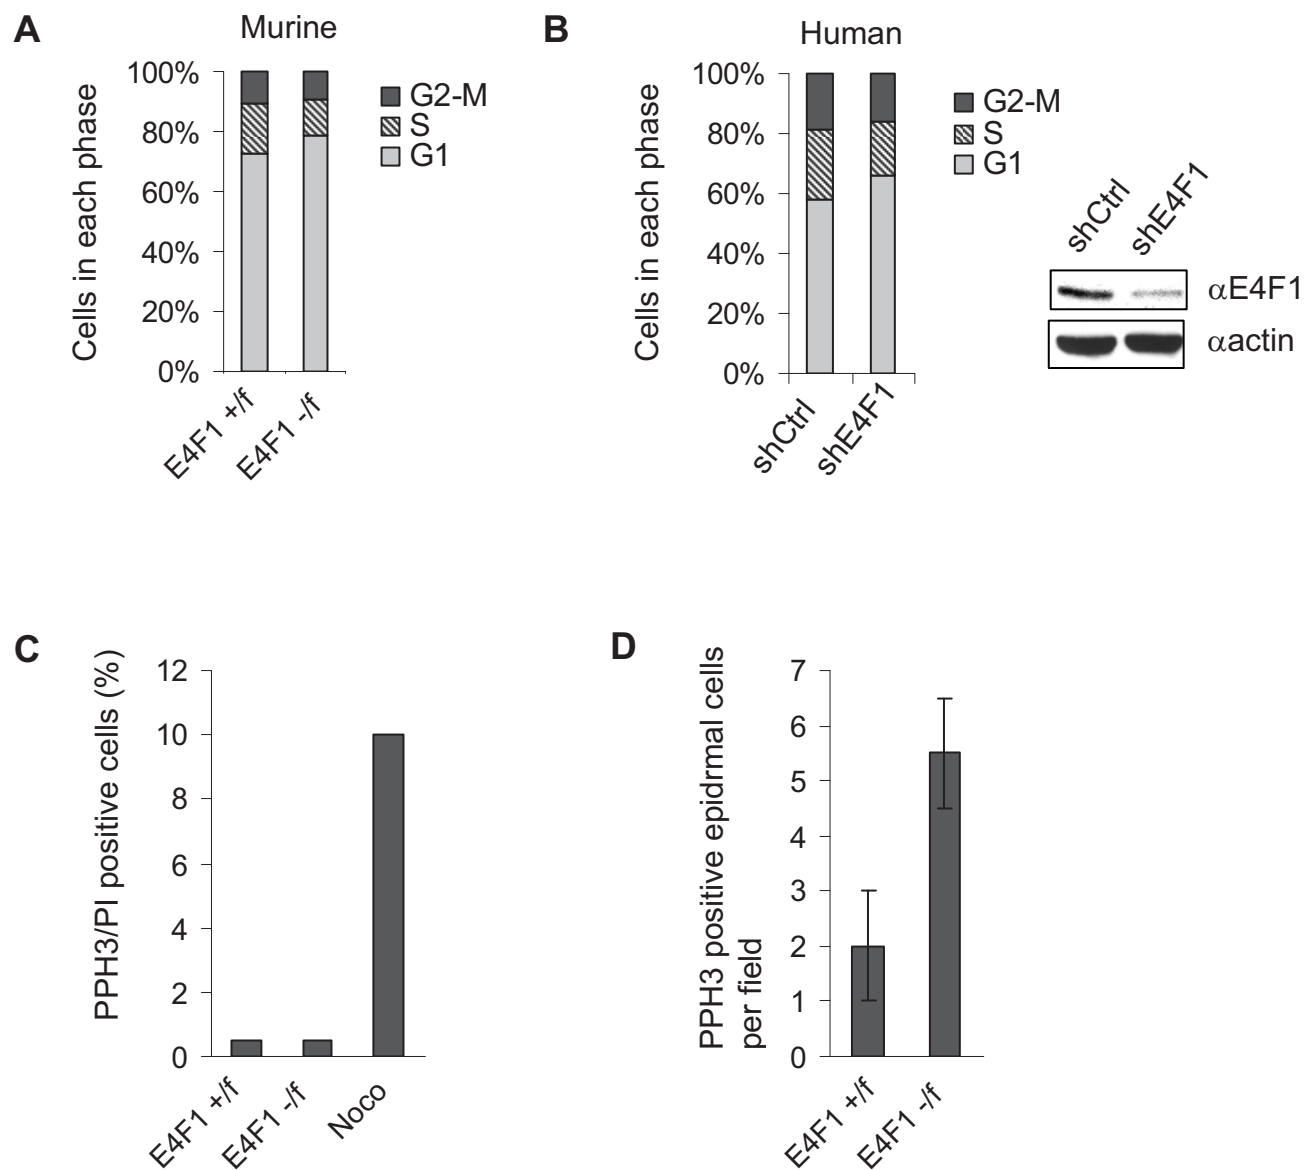 A
Murine
Cells in each phase
100%
80%
60%
40%
20%
0%
E4F1 +/f
E4F1 -/f
G2-M
S
G1
B
Human
Cells in each phase
100%
80%
60%
40%
20%
0%
shCtrl
shE4F1
G2-M
S
G1
shCtrl
shE4F1
αE4F1
αactin
C
PPH3/PI positive cells (%)
12
10
8
6
4
2
0
E4F1 +/f
E4F1 -/f
Noco
D
PPH3 positive epidrmal cells
per field
7
6
5
4
3
2
1
0
E4F1 +/f
E4F1 -/f